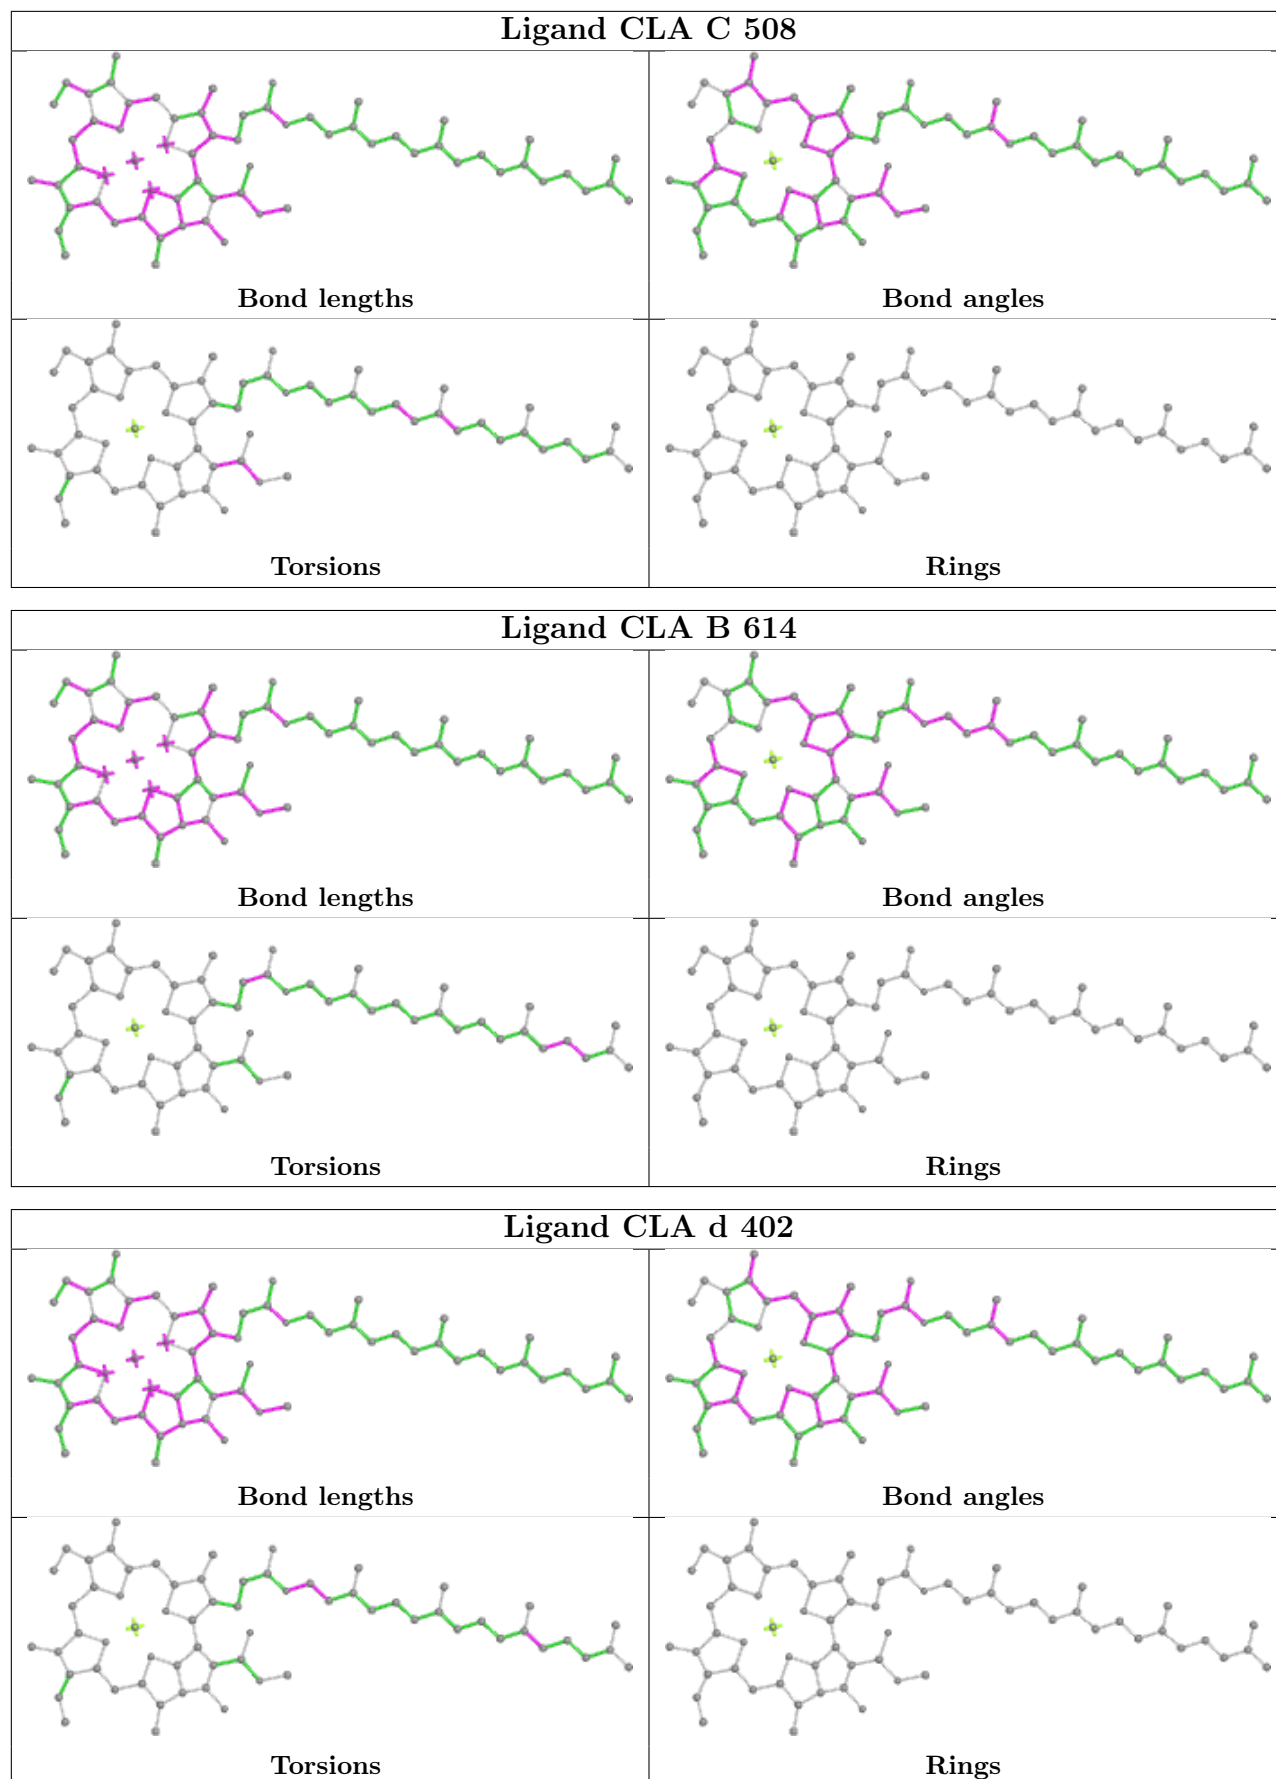 Ligand CLA C 508
Bond lengths
Bond angles
Torsions
Rings
Ligand CLA B 614
Bond lengths
Bond angles
Torsions
Rings
Ligand CLA d 402
Bond lengths
Bond angles
Torsions
Rings